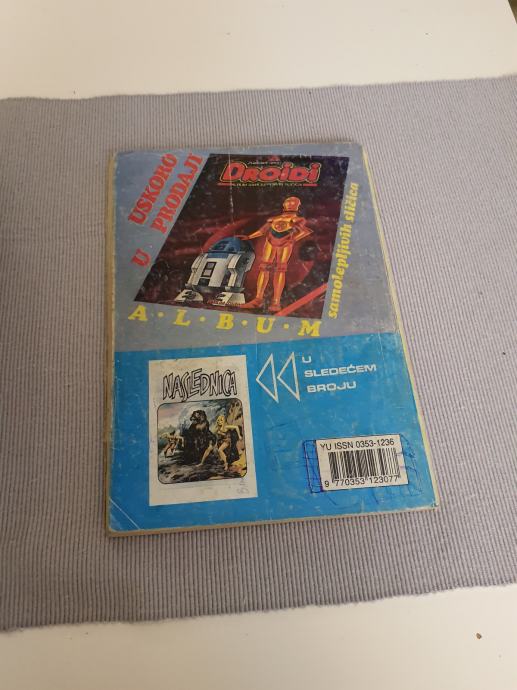 USKORO
U PRODAJI
DROIDI
A·L·B·U·M
samolepljivih sličica
NASLEDNICA
U
SLEDEĆEM
BROJU
YU ISSN 0353-1236
9 770353 123077